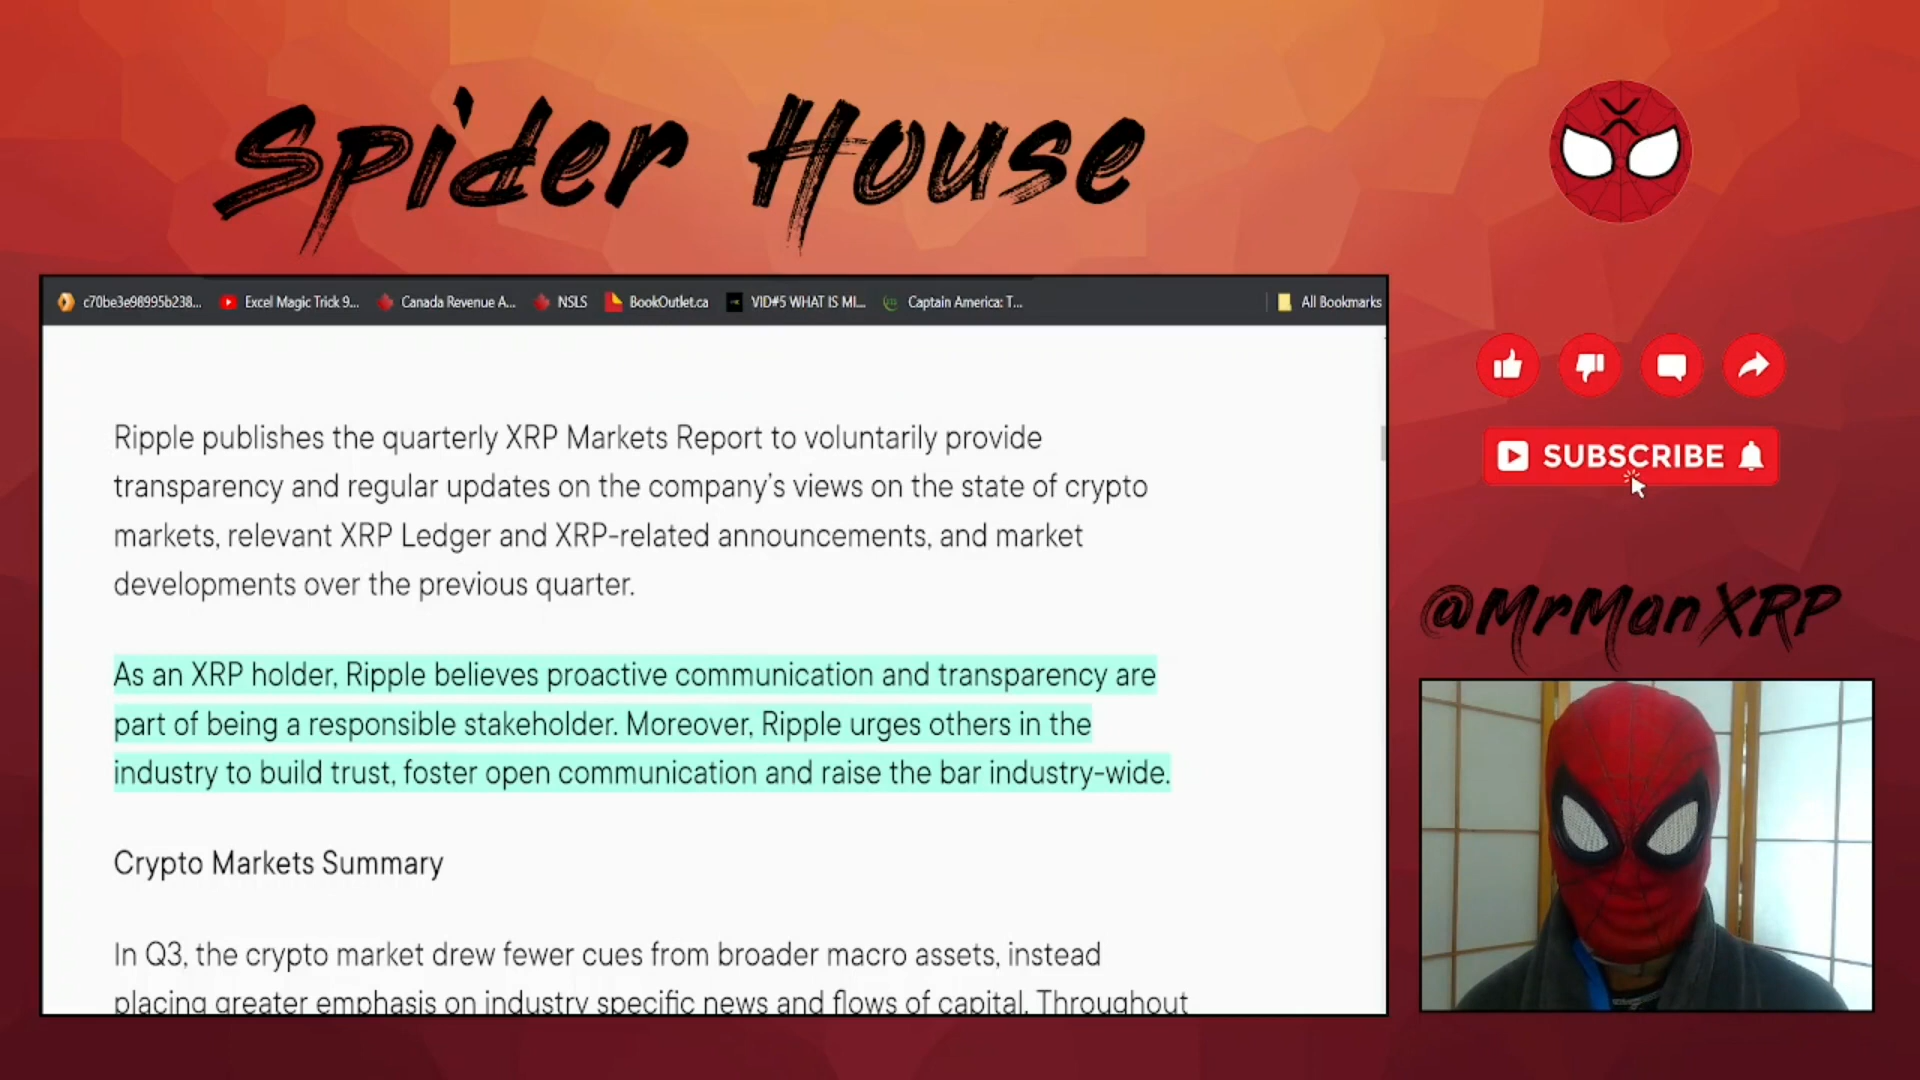 Spider House
c70be3e98995b238...
Excel Magic Trick 9...
Canada Revenue A...
NSLS
BookOutlet.ca
VID#5 WHAT IS MI...
Captain America: T...
All Bookmarks
Ripple publishes the quarterly XRP Markets Report to voluntarily provide
transparency and regular updates on the company's views on the state of crypto
markets, relevant XRP Ledger and XRP-related announcements, and market
developments over the previous quarter.
As an XRP holder, Ripple believes proactive communication and transparency are
part of being a responsible stakeholder. Moreover, Ripple urges others in the
industry to build trust, foster open communication and raise the bar industry-wide.
Crypto Markets Summary
In Q3, the crypto market drew fewer cues from broader macro assets, instead
placing greater emphasis on industry specific news and flows of capital. Throughout
SUBSCRIBE
@MrManXRP